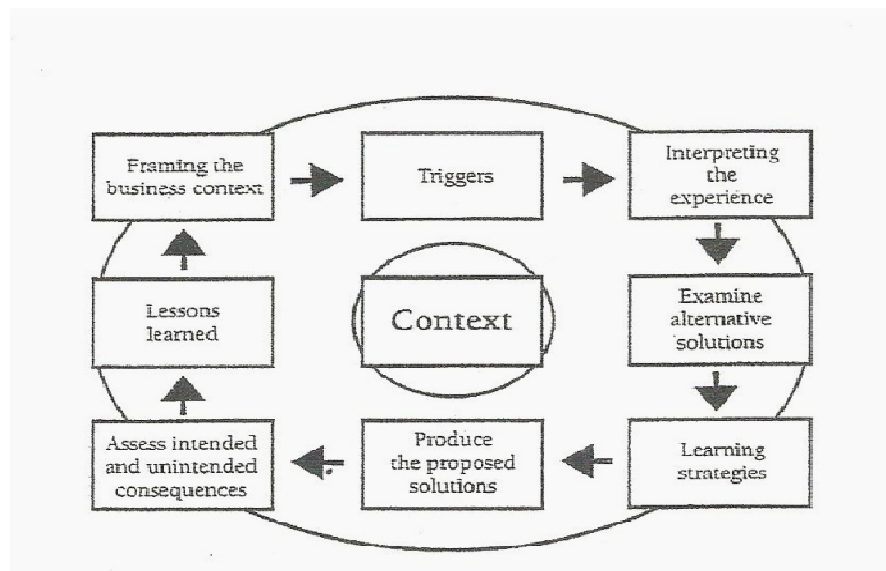 Framing the
business context
Triggers
Interpreting
the
experience
Lessons
learned
Context
Examine
alternative
solutions
Assess intended
and unintended
consequences
Produce
the proposed
solutions
Learning
strategies